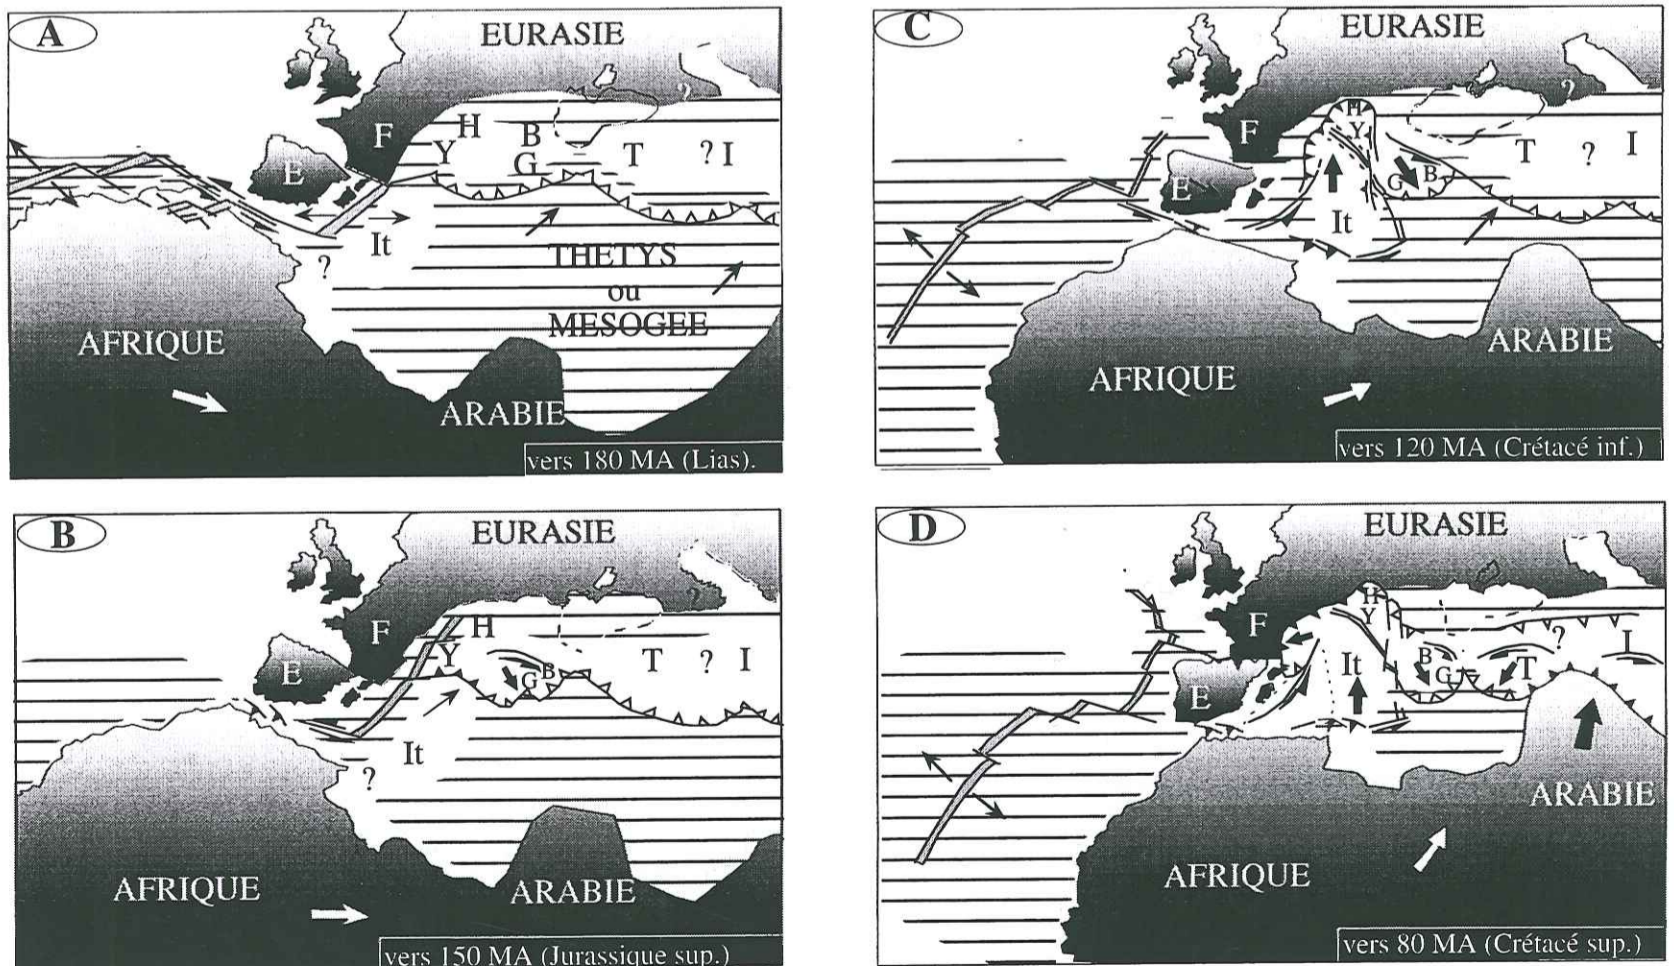 A
EURASIE
F
H
B
Y
G
T
? I
?
E
It
?
THETYS
ou
MESOGEE
AFRIQUE
ARABIE
vers 180 MA (Lias).
B
EURASIE
?
F
H
Y
G
B
T
? I
E
It
?
AFRIQUE
ARABIE
vers 150 MA (Jurassique sup.)
C
EURASIE
?
H
F
Y
T
? I
G
B
E
It
ARABIE
AFRIQUE
vers 120 MA (Crétacé inf.)
D
EURASIE
H
F
Y
?
I
B
It
G
T
E
ARABIE
AFRIQUE
vers 80 MA (Crétacé sup.)